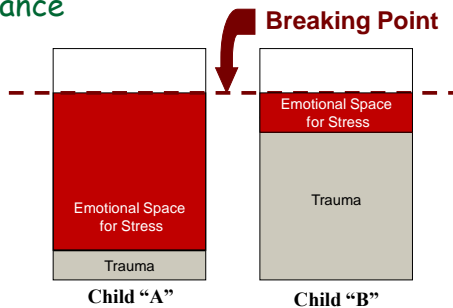 ance
Breaking Point
Emotional Space
for Stress
Trauma
Child “A”
Emotional Space
for Stress
Trauma
Child “B”